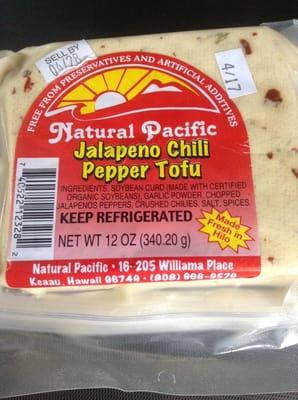 SELL BY
06/28
4/17
FREE FROM PRESERVATIVES AND ARTIFICIAL ADDITIVES
Natural Pacific
Jalapeno Chili
Pepper Tofu
INGREDIENTS: SOYBEAN CURD (MADE WITH CERTIFIED
ORGANIC SOYBEANS), GARLIC POWDER, CHOPPED
JALAPENOS PEPPERS, CRUSHED CHILIES, SALT, SPICES.
KEEP REFRIGERATED
NET WT 12 OZ (340.20 g)
Made
Fresh in
Hilo
Natural Pacific • 16-205 Wiliama Place
Keaau, Hawaii 96749 - (808)